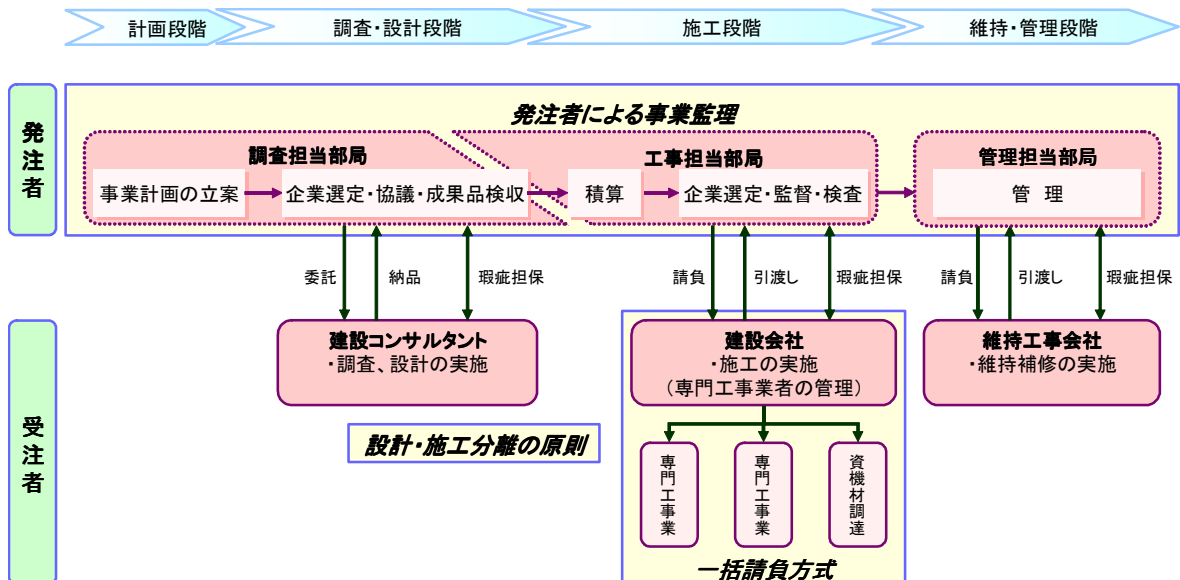 計画段階
調査・設計段階
施工段階
維持・管理段階
発注者
発注者による事業監理
調査担当部局
工事担当部局
管理担当部局
事業計画の立案
企業選定・協議・成果品検収
積算
企業選定・監督・検査
管 理
委託
納品
瑕疵担保
請負
引渡し
瑕疵担保
請負
引渡し
瑕疵担保
受注者
建設コンサルタント
・調査、設計の実施
建設会社
・施工の実施
（専門工事業者の管理）
維持工事会社
・維持補修の実施
設計・施工分離の原則
専門工事業
専門工事業
資機材調達
一括請負方式